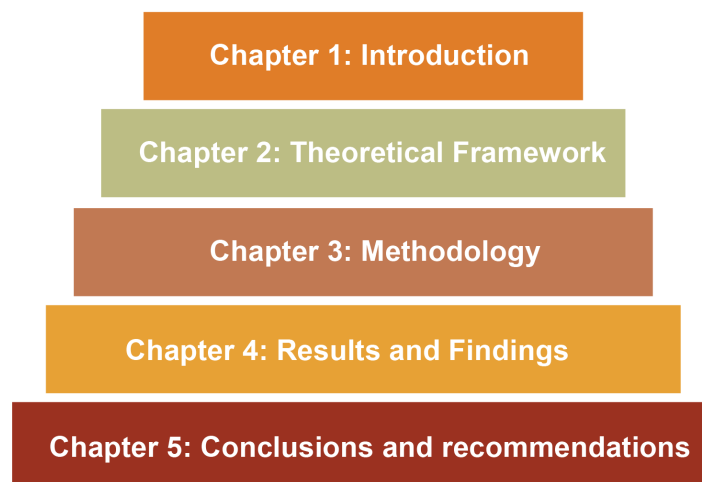 Chapter 1: Introduction
Chapter 2: Theoretical Framework
Chapter 3: Methodology
Chapter 4: Results and Findings
Chapter 5: Conclusions and recommendations